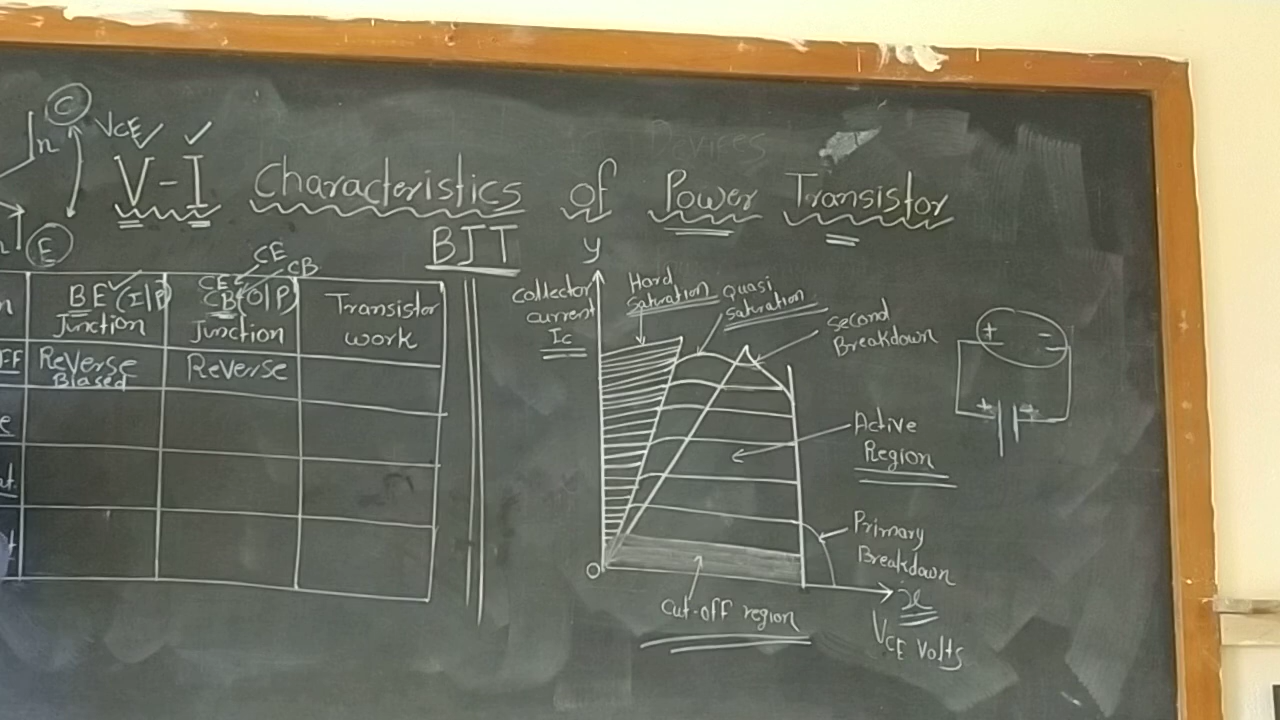 C
n
VCE
V-I Characteristics of Power Transistor
E
BJT
CE
CB
BE (I|P)
Junction
CE
CB (O|P)
Junction
Transistor
work
FF
Reverse
Biased
Reverse
y
Collector
current
Ic
Hard
saturation
Quasi
saturation
Second
Breakdown
+ -
+
Active
Region
Primary
Breakdown
O
x
VCE Volts
Cut-off region